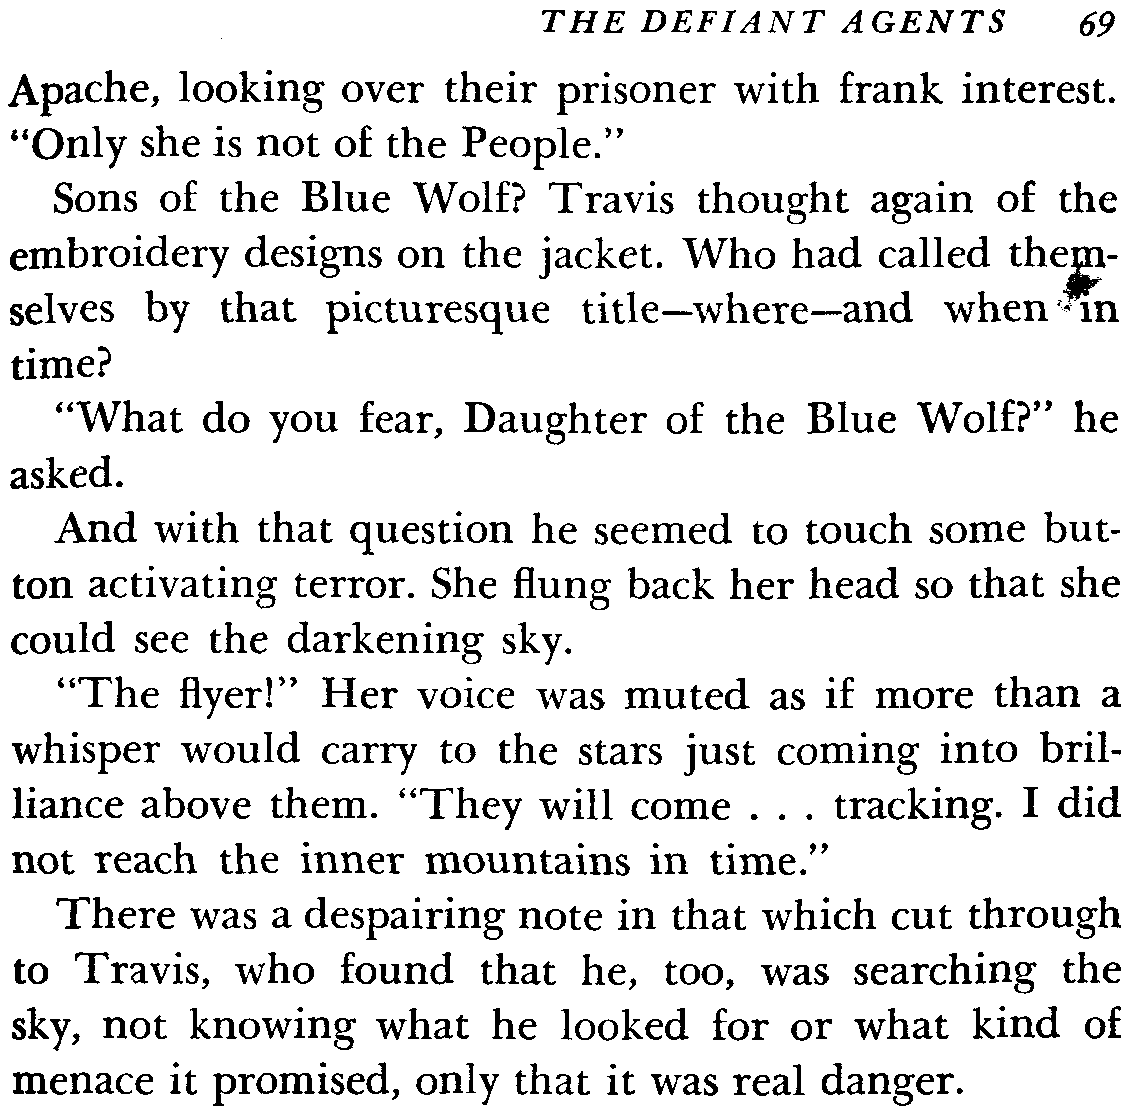 THE DEFIANT AGENTS 69
Apache, looking over their prisoner with frank interest.
“Only she is not of the People.”
Sons of the Blue Wolf? Travis thought again of the
embroidery designs on the jacket. Who had called them-
selves by that picturesque title—where—and when in
time?
“What do you fear, Daughter of the Blue Wolf?” he
asked.
And with that question he seemed to touch some but-
ton activating terror. She flung back her head so that she
could see the darkening sky.
“The flyer!” Her voice was muted as if more than a
whisper would carry to the stars just coming into bril-
liance above them. “They will come . . . tracking. I did
not reach the inner mountains in time.”
There was a despairing note in that which cut through
to Travis, who found that he, too, was searching the
sky, not knowing what he looked for or what kind of
menace it promised, only that it was real danger.